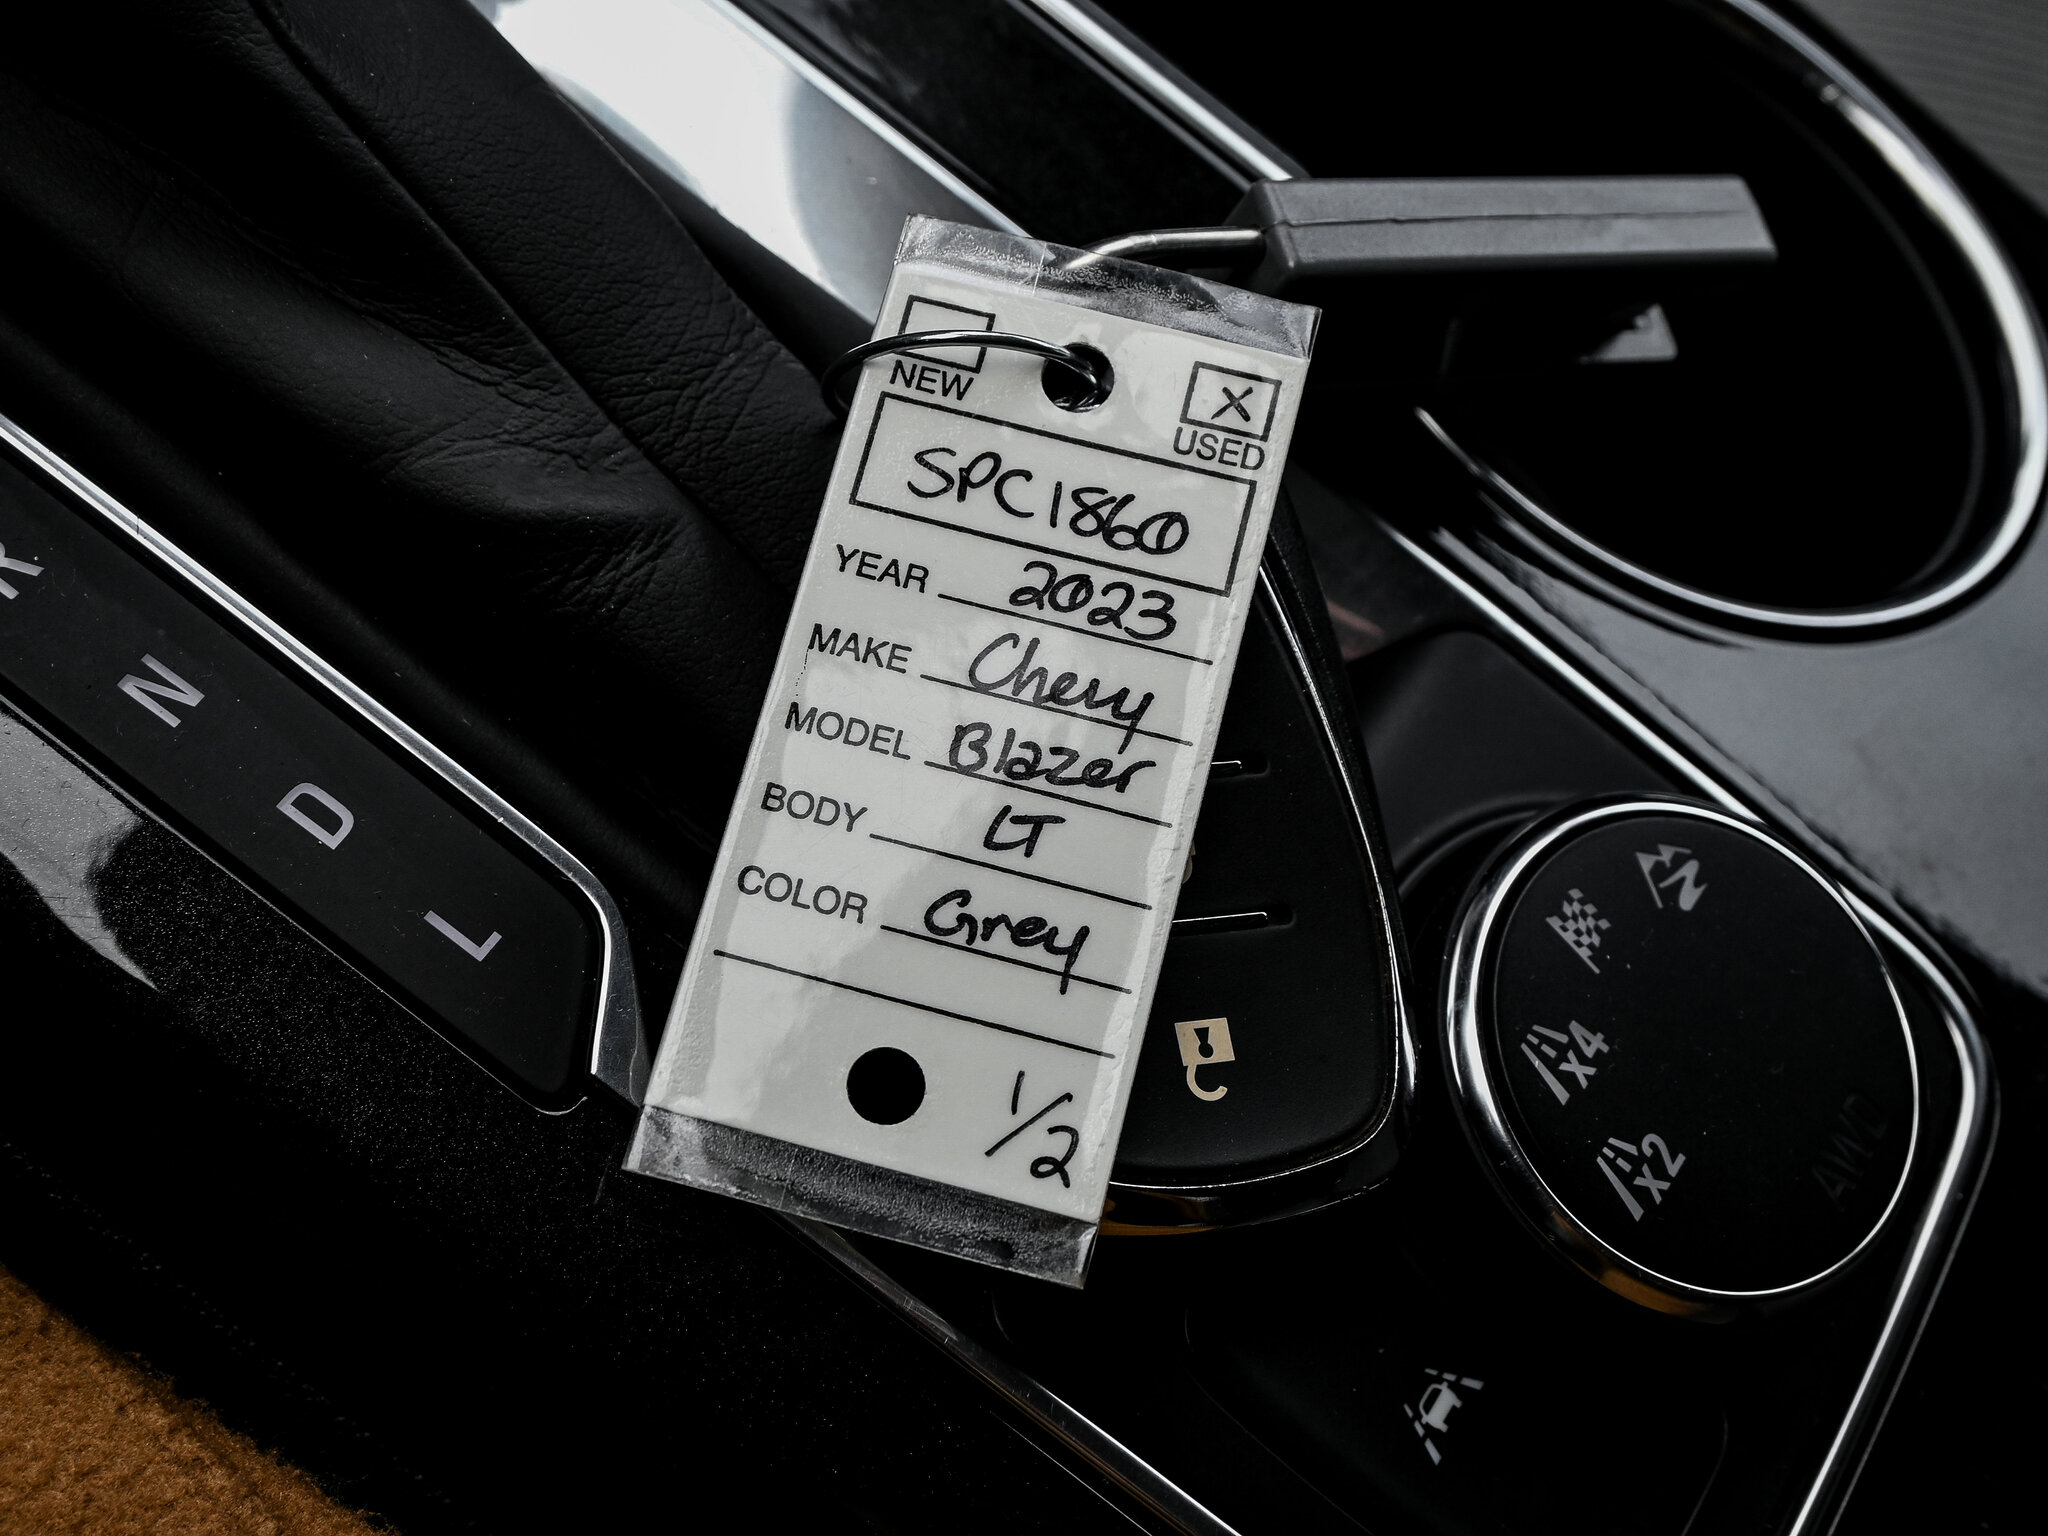 NEW
X
USED
SPC1860
YEAR 2023
MAKE Chevy
MODEL Blazer
BODY LT
COLOR Grey
1/2
R
N
D
L
x4
x2
AWD